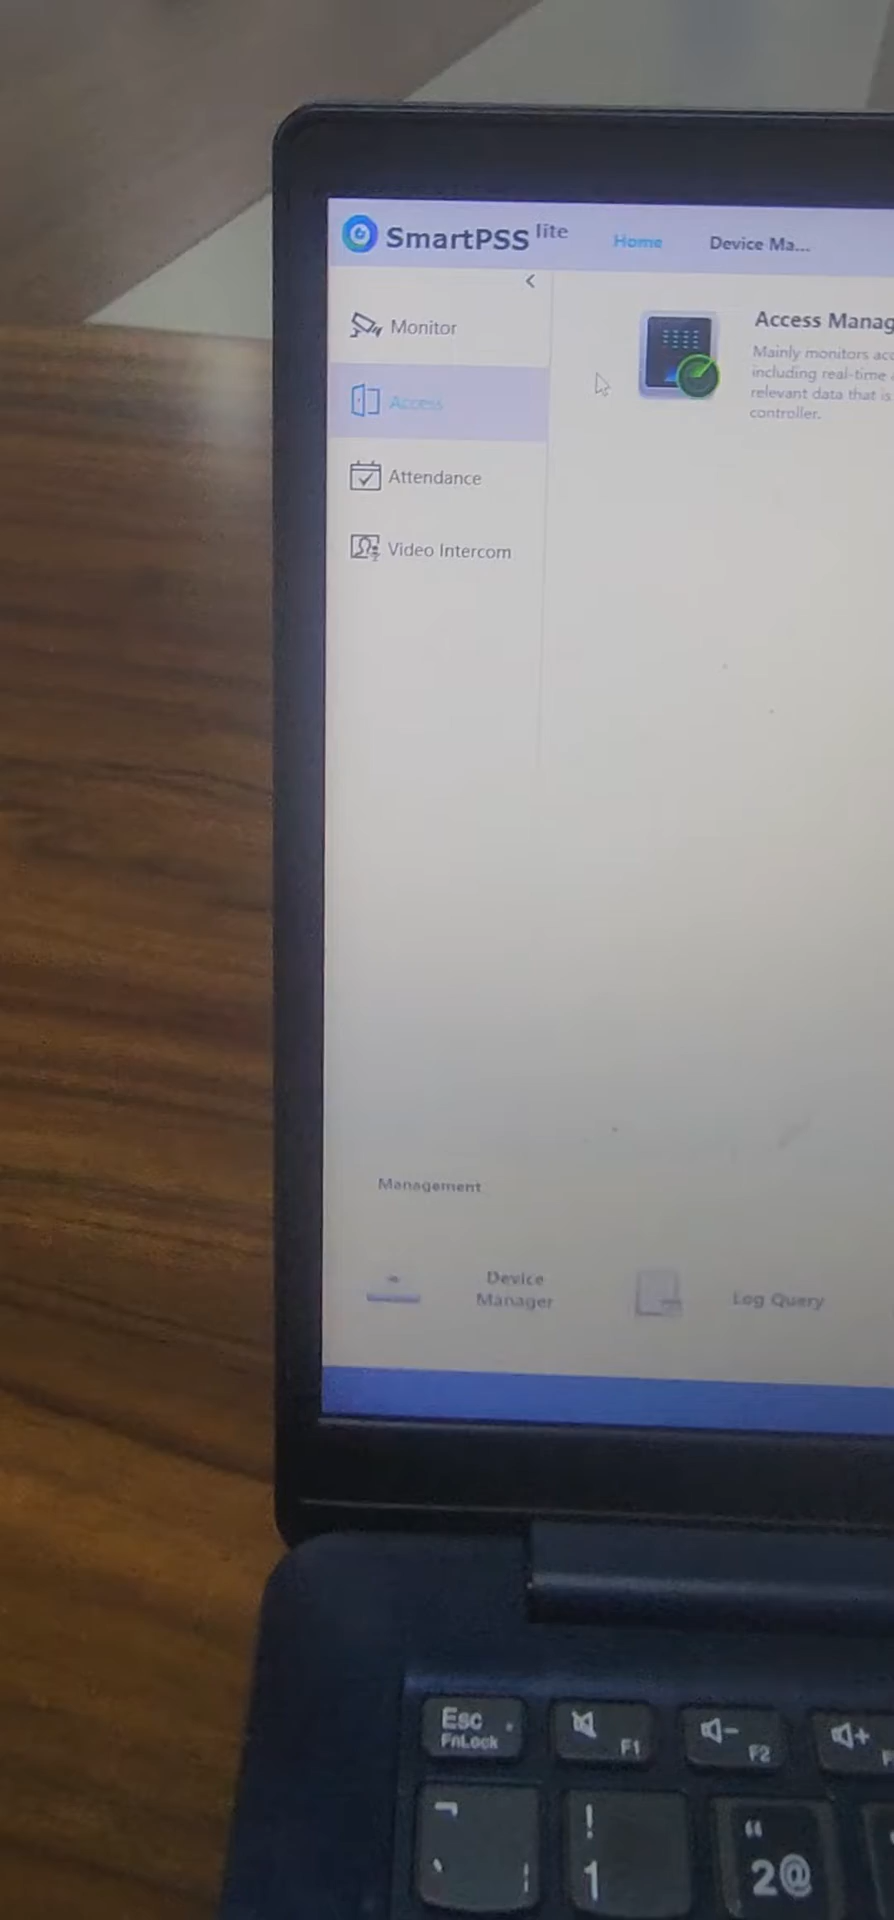 SmartPSS lite
Home
Device Ma...
Monitor
Access
Attendance
Video Intercom
Access Manag
Mainly monitors acc
including real-time
relevant data that is
controller.
Management
Device
Manager
Log Query
Esc
FnLock
F1
F2
F
¬
` ¦
!
1
"
2@